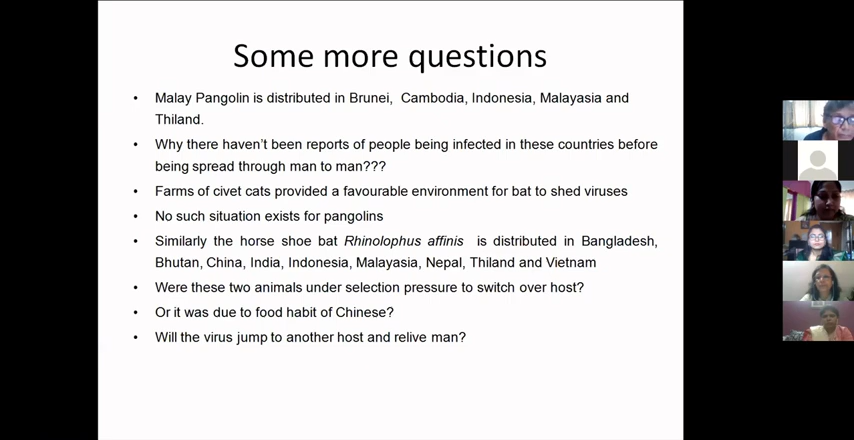 Some more questions
• Malay Pangolin is distributed in Brunei, Cambodia, Indonesia, Malayasia and
Thiland.
• Why there haven't been reports of people being infected in these countries before
being spread through man to man???
• Farms of civet cats provided a favourable environment for bat to shed viruses
• No such situation exists for pangolins
• Similarly the horse shoe bat Rhinolophus affinis is distributed in Bangladesh,
Bhutan, China, India, Indonesia, Malayasia, Nepal, Thiland and Vietnam
• Were these two animals under selection pressure to switch over host?
• Or it was due to food habit of Chinese?
• Will the virus jump to another host and relive man?